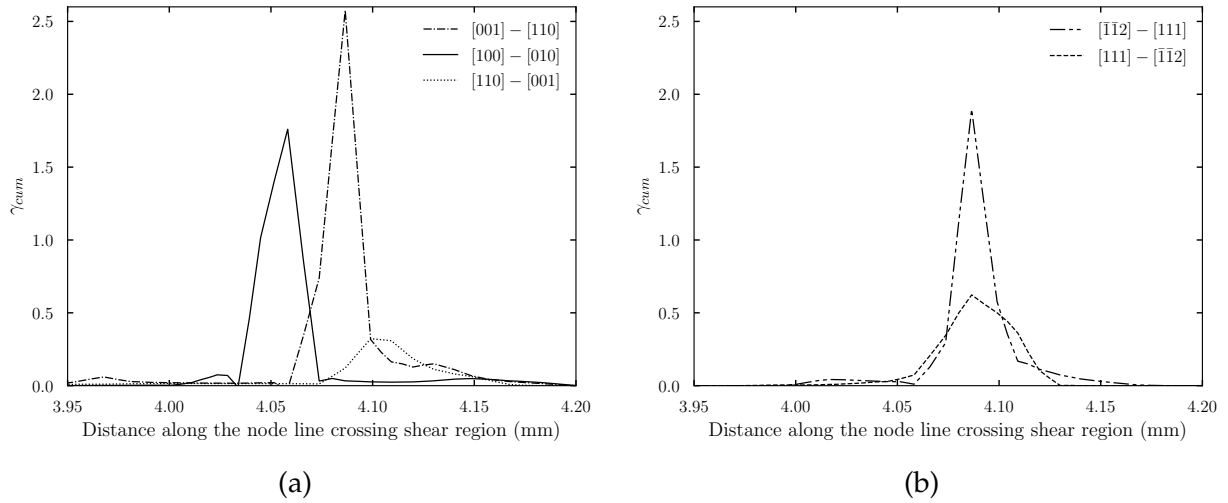 2.5
2.0
1.5
1.0
0.5
0.0
γcum
[001] − [110]
[100] − [010]
[110] − [001]
3.95 4.00 4.05 4.10 4.15 4.20
Distance along the node line crossing shear region (mm)
(a)
2.5
2.0
1.5
1.0
0.5
0.0
γcum
[1̄1̄2] − [111]
[111] − [1̄1̄2]
3.95 4.00 4.05 4.10 4.15 4.20
Distance along the node line crossing shear region (mm)
(b)